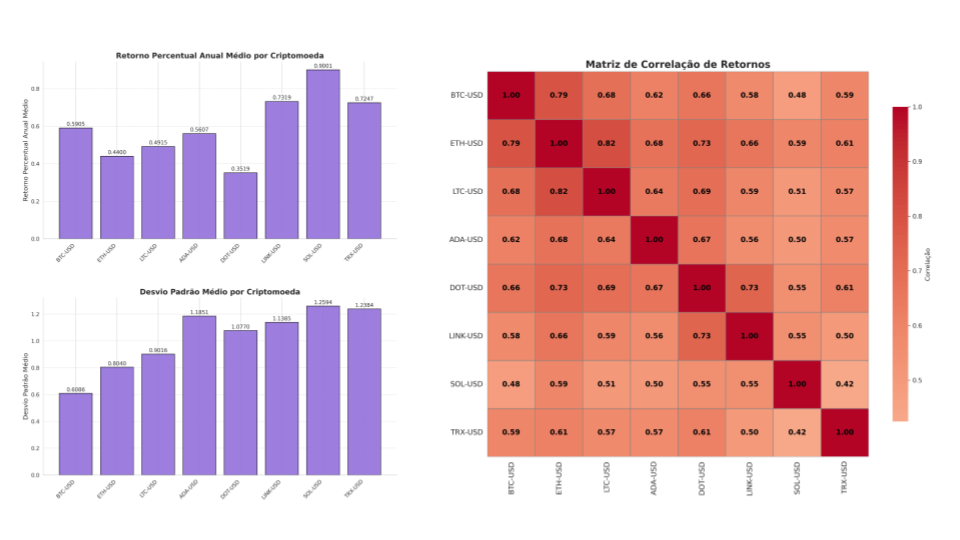 Retorno Percentual Anual Médio por Criptomoeda
Retorno Percentual Anual Médio
0.8
0.6
0.4
0.2
0.0
0.5905
0.4400
0.4915
0.5607
0.3519
0.7319
0.9001
0.7247
BTC-USD
ETH-USD
LTC-USD
ADA-USD
DOT-USD
LINK-USD
SOL-USD
TRX-USD
Desvio Padrão Médio por Criptomoeda
Desvio Padrão Médio
1.2
1.0
0.8
0.6
0.4
0.2
0.0
0.6086
0.8040
0.9016
1.1851
1.0770
1.1385
1.2594
1.2384
BTC-USD
ETH-USD
LTC-USD
ADA-USD
DOT-USD
LINK-USD
SOL-USD
TRX-USD
Matriz de Correlação de Retornos
BTC-USD 1.00 0.79 0.68 0.62 0.66 0.58 0.48 0.59
ETH-USD 0.79 1.00 0.82 0.68 0.73 0.66 0.59 0.61
LTC-USD 0.68 0.82 1.00 0.64 0.69 0.59 0.51 0.57
ADA-USD 0.62 0.68 0.64 1.00 0.67 0.56 0.50 0.57
DOT-USD 0.66 0.73 0.69 0.67 1.00 0.73 0.55 0.61
LINK-USD 0.58 0.66 0.59 0.56 0.73 1.00 0.55 0.50
SOL-USD 0.48 0.59 0.51 0.50 0.55 0.55 1.00 0.42
TRX-USD 0.59 0.61 0.57 0.57 0.61 0.50 0.42 1.00
BTC-USD
ETH-USD
LTC-USD
ADA-USD
DOT-USD
LINK-USD
SOL-USD
TRX-USD
1.0
0.9
0.8
0.7
0.6
0.5
Correlação